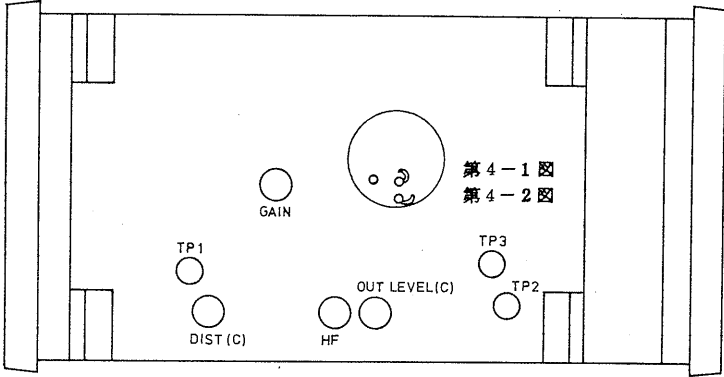 第4-1図
第4-2図
GAIN
TP1
TP3
OUT LEVEL(C)
TP2
DIST (C)
HF